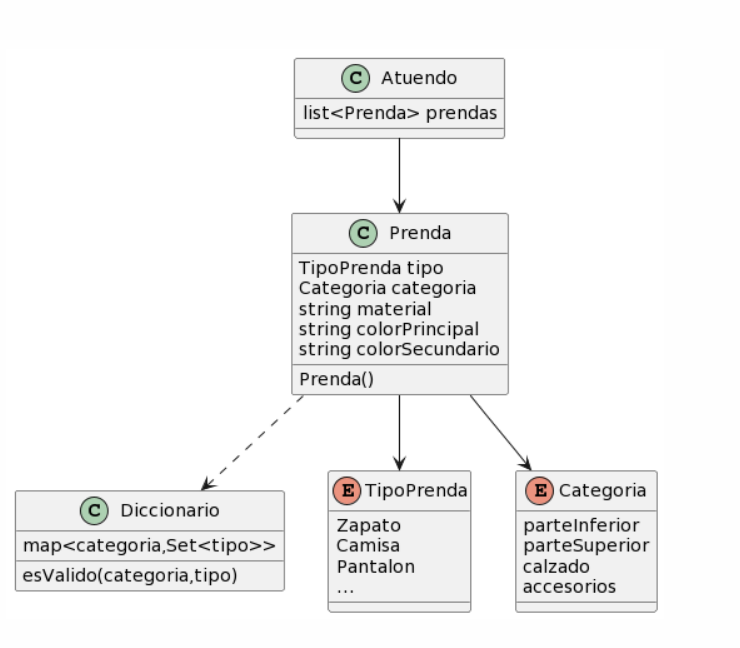 C Atuendo
list<Prenda> prendas
C Prenda
TipoPrenda tipo
Categoria categoria
string material
string colorPrincipal
string colorSecundario
Prenda()
C Diccionario
map<categoria,Set<tipo>>
esValido(categoria,tipo)
E TipoPrenda
Zapato
Camisa
Pantalon
...
E Categoria
parteInferior
parteSuperior
calzado
accesorios